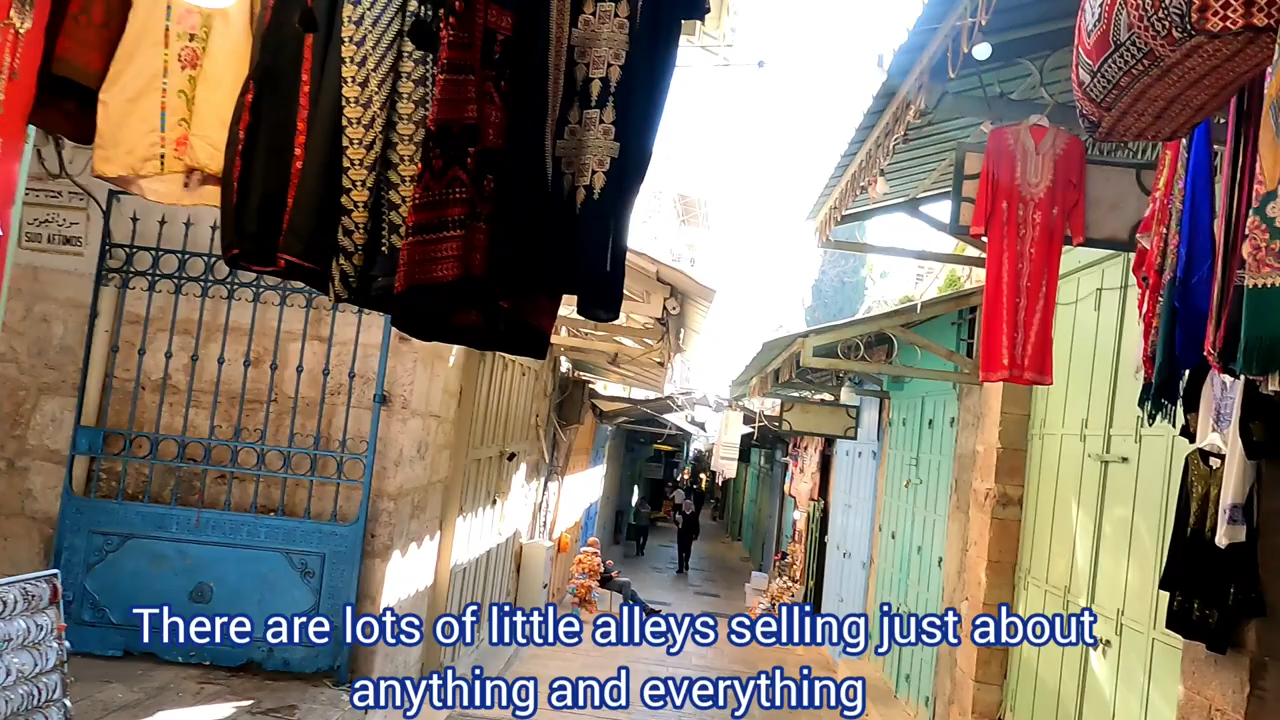 سوق افتيموس
SUQ AFTIMOS
There are lots of little alleys selling just about
anything and everything